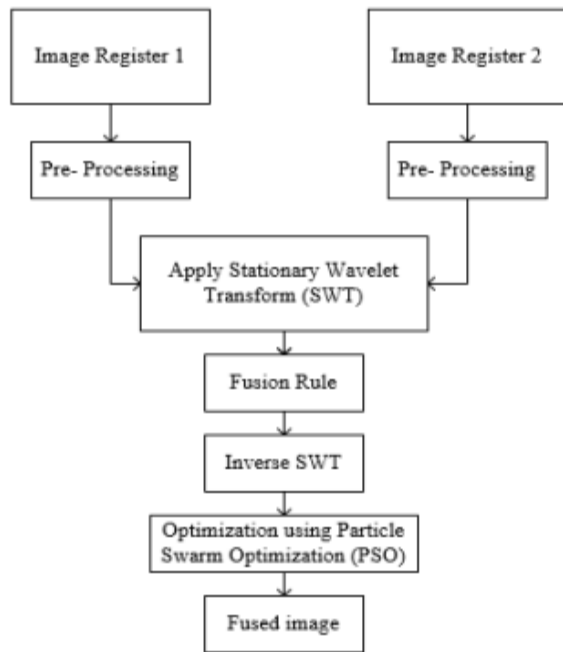 Image Register 1
Image Register 2
Pre- Processing
Pre- Processing
Apply Stationary Wavelet
Transform (SWT)
Fusion Rule
Inverse SWT
Optimization using Particle
Swarm Optimization (PSO)
Fused image